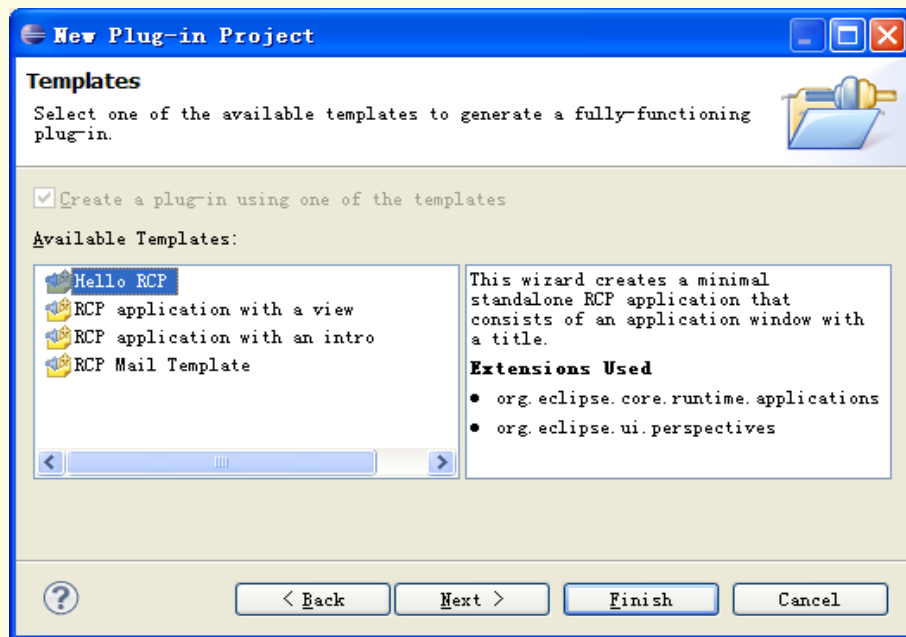 New Plug-in Project
Templates
Select one of the available templates to generate a fully-functioning
plug-in.
Create a plug-in using one of the templates
Available Templates:
Hello RCP
RCP application with a view
RCP application with an intro
RCP Mail Template
This wizard creates a minimal
standalone RCP application that
consists of an application window with
a title.
Extensions Used
● org.eclipse.core.runtime.applications
● org.eclipse.ui.perspectives
?
< Back
Next >
Finish
Cancel